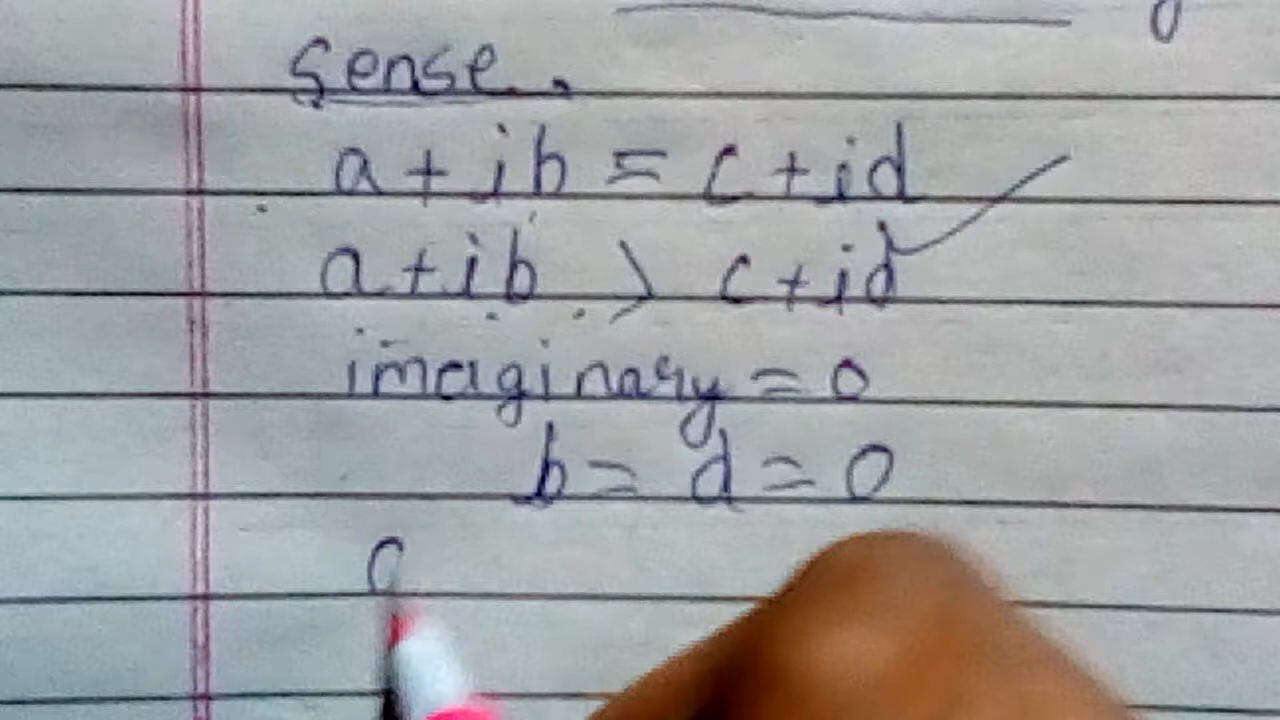 sense.
a + ib = c + id
a + ib > c + id
imaginary = 0
b = d = 0